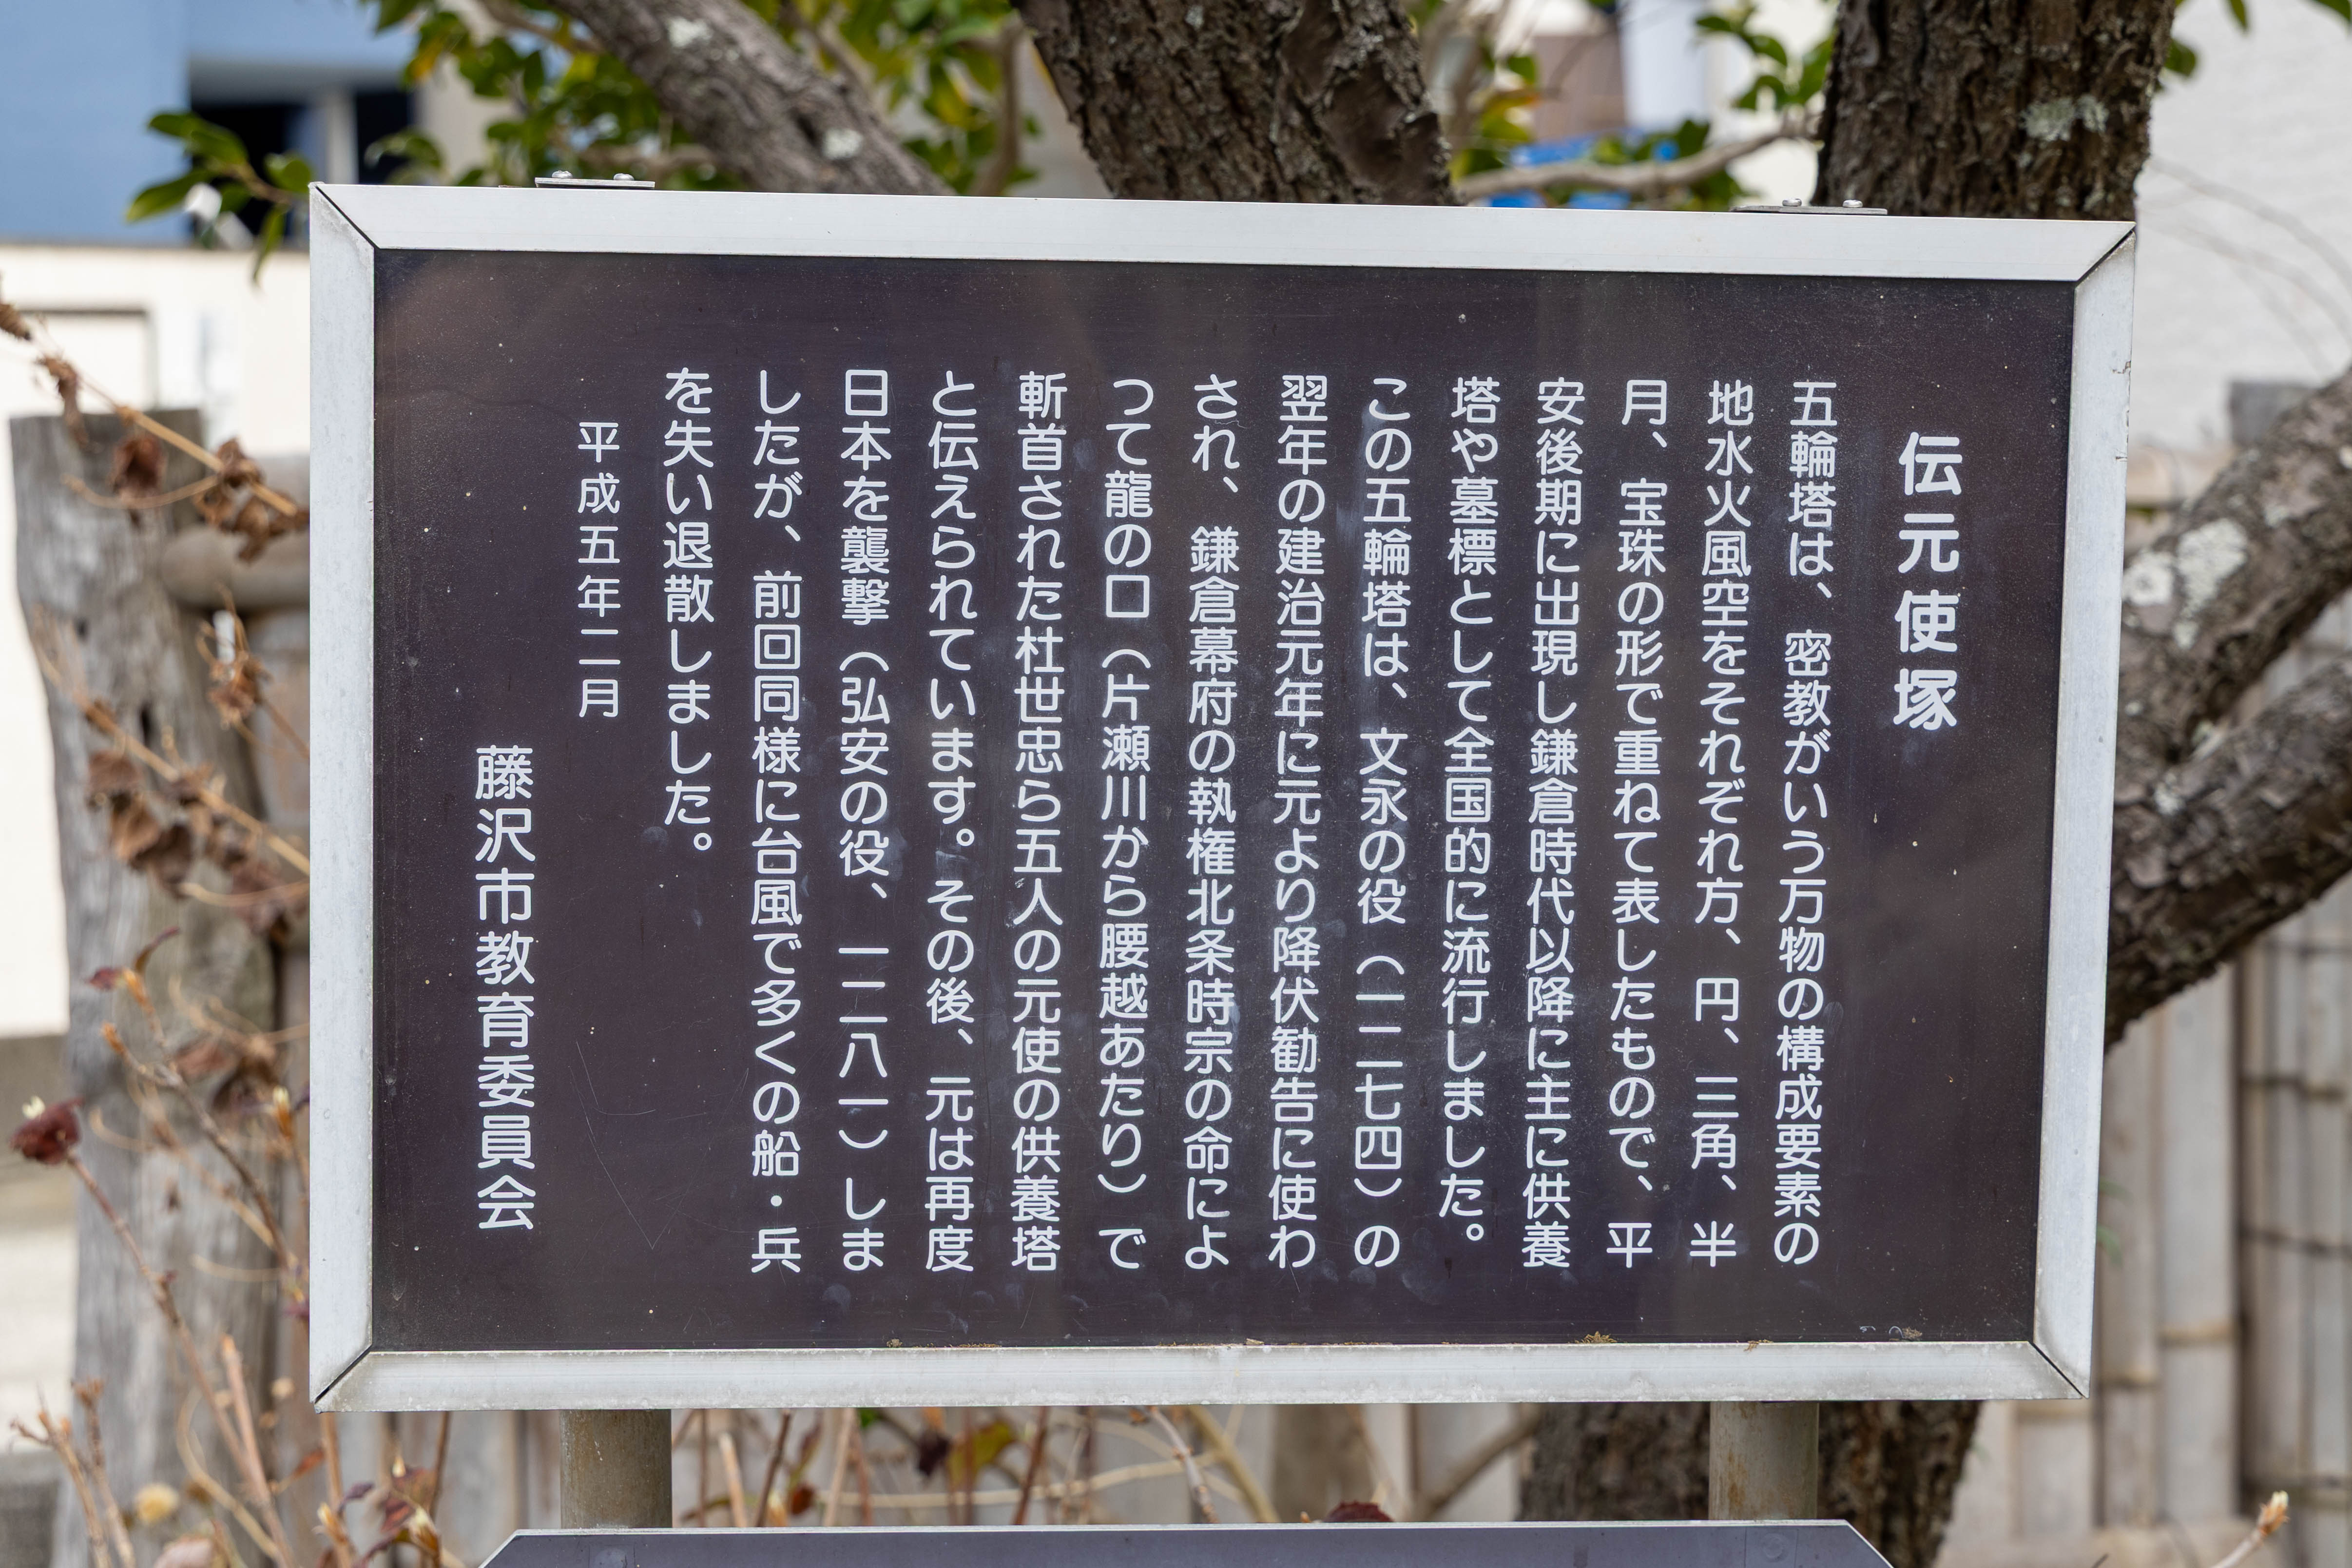 伝元使塚
五輪塔は、密教がいう万物の構成要素の
地水火風空をそれぞれ方、円、三角、半
月、宝珠の形で重ねて表したもので、平
安後期に出現し鎌倉時代以降に主に供養
塔や墓標として全国的に流行しました。
この五輪塔は、文永の役（一二七四）の
翌年の建治元年に元より降伏勧告に使わ
され、鎌倉幕府の執権北条時宗の命によ
って龍の口（片瀬川から腰越あたり）で
斬首された杜世忠ら五人の元使の供養塔
と伝えられています。その後、元は再度
日本を襲撃（弘安の役、一二八一）しま
したが、前回同様に台風で多くの船・兵
を失い退散しました。
平成五年二月
藤沢市教育委員会